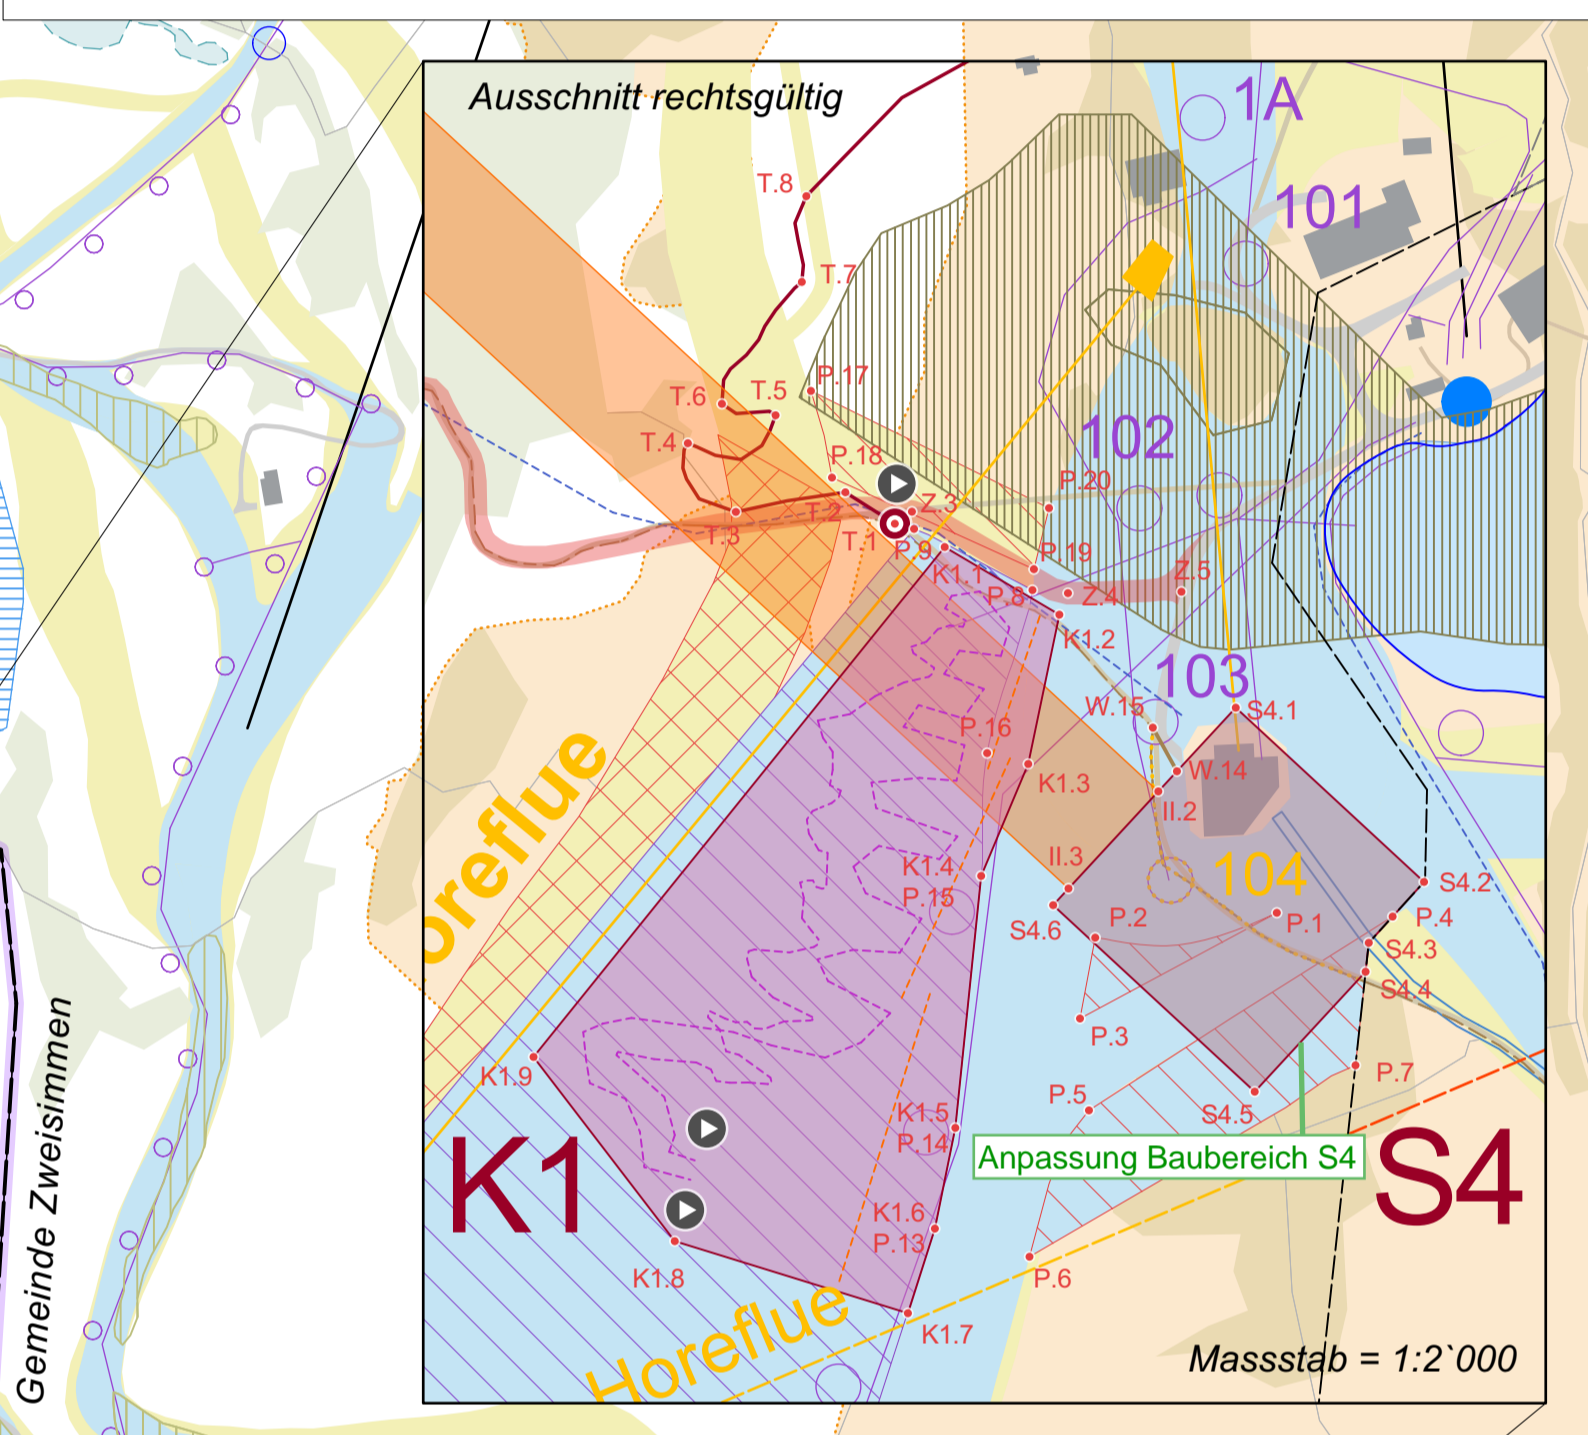 Ausschnitt rechtsgültig
1A
T.8
101
T.7
P.17
T.6
T.5
T.4
102
P.18
P.20
T.2
Z.3
T.3
T.1
P.9
P.19
K1.1
Z.5
P.8
Z.4
K1.2
103
W.15
S4.1
P.16
oreflue
K1.3
W.14
II.2
II.3
K1.4
104
S4.2
P.15
P.2
P.1
P.4
S4.6
S4.3
S4.4
P.3
K1.9
P.7
P.5
K1.5
S4.5
P.14
Anpassung Baubereich S4
K1
S4
K1.6
P.13
K1.8
P.6
Horeflue
K1.7
Massstab = 1:2`000
Gemeinde Zweisimmen